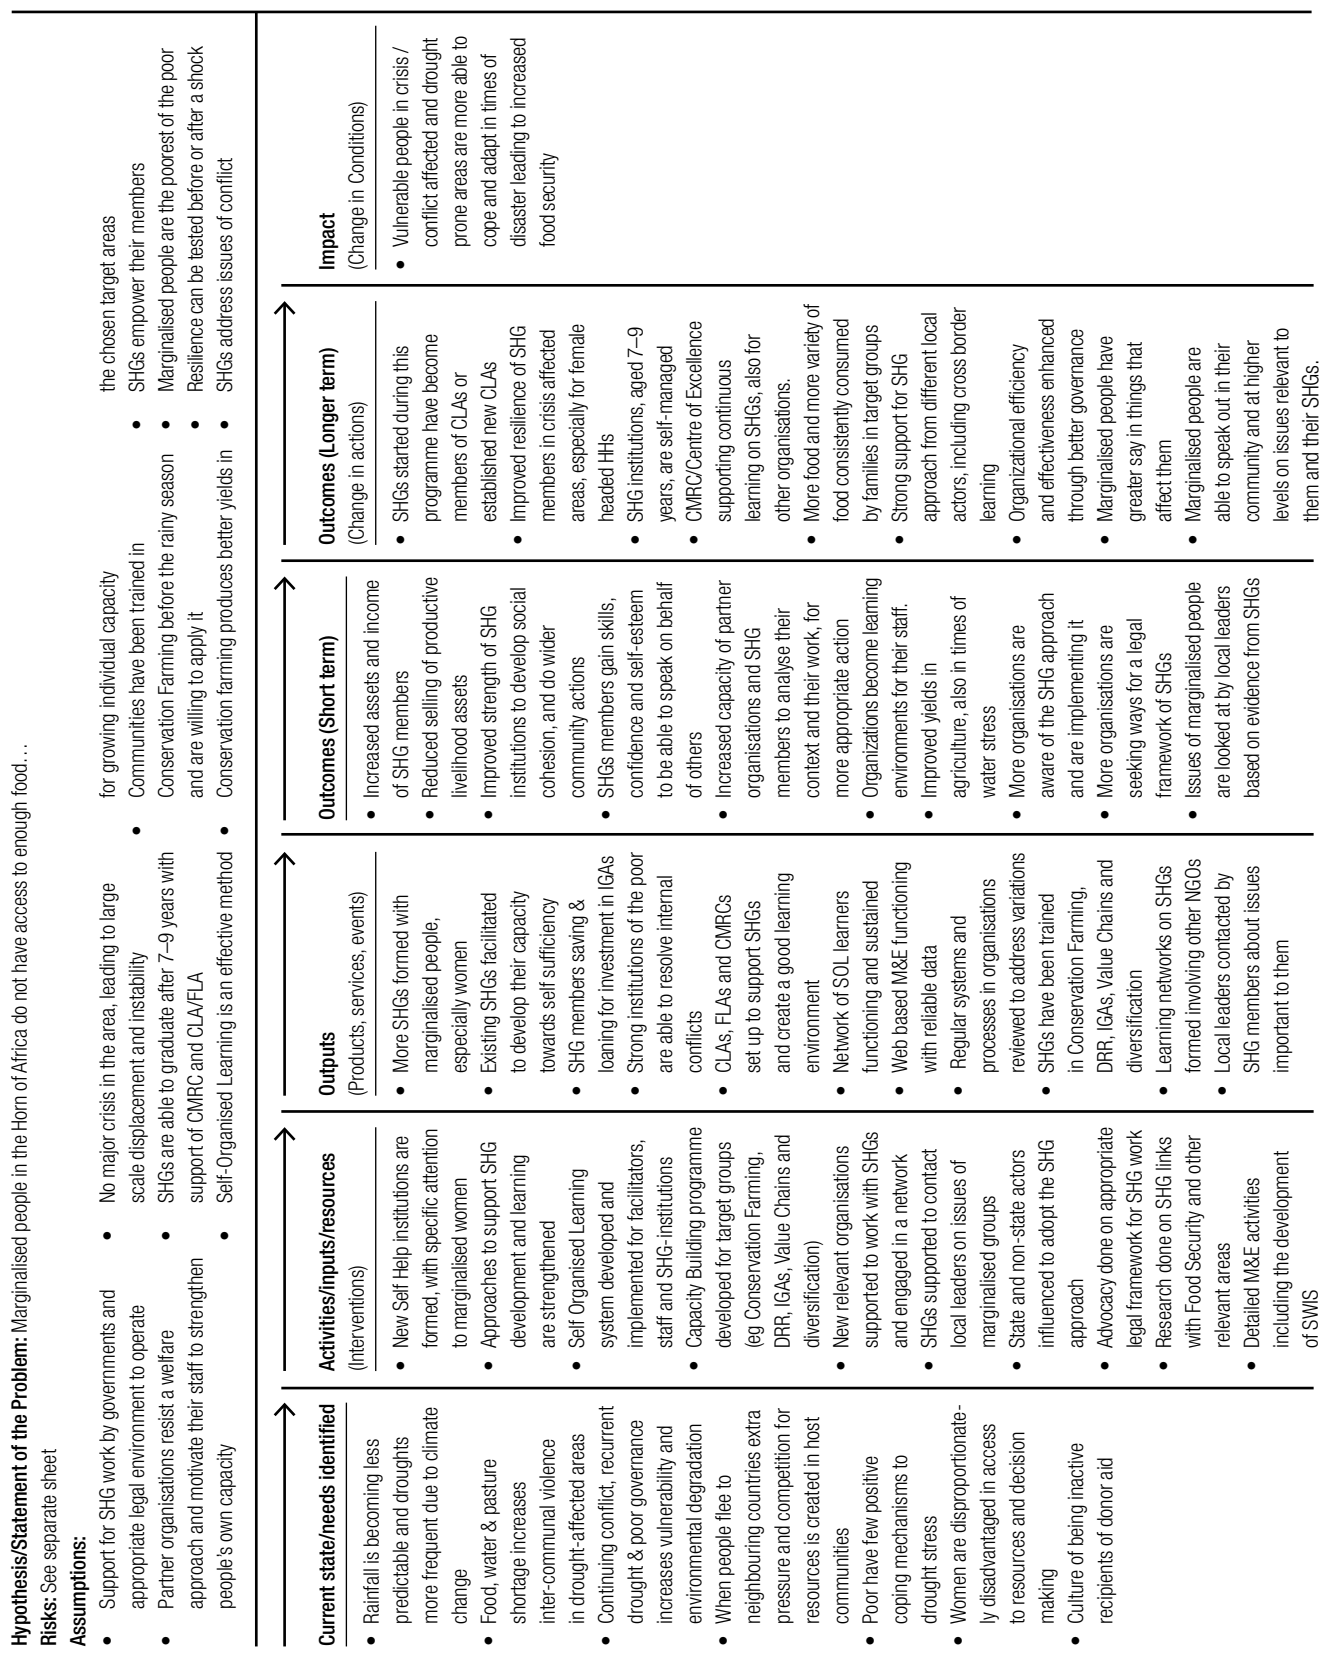 Hypothesis/Statement of the Problem: Marginalised people in the Horn of Africa do not have access to enough food…
Risks: See separate sheet
Assumptions:
• Support for SHG work by governments and
appropriate legal environment to operate
• Partner organisations resist a welfare
approach and motivate their staff to strengthen
people's own capacity
• No major crisis in the area, leading to large
scale displacement and instability
• SHGs are able to graduate after 7–9 years with
support of CMRC and CLA/FLA
• Self-Organised Learning is an effective method
for growing individual capacity
• Communities have been trained in
Conservation Farming before the rainy season
and are willing to apply it
• Conservation farming produces better yields in
the chosen target areas
• SHGs empower their members
• Marginalised people are the poorest of the poor
• Resilience can be tested before or after a shock
• SHGs address issues of conflict
Current state/needs identified
• Rainfall is becoming less
predictable and droughts
more frequent due to climate
change
• Food, water & pasture
shortage increases
inter-communal violence
in drought-affected areas
• Continuing conflict, recurrent
drought & poor governance
increases vulnerability and
environmental degradation
• When people flee to
neighbouring countries extra
pressure and competition for
resources is created in host
communities
• Poor have few positive
coping mechanisms to
drought stress
• Women are disproportionate-
ly disadvantaged in access
to resources and decision
making
• Culture of being inactive
recipients of donor aid
Activities/inputs/resources
(Interventions)
• New Self Help institutions are
formed, with specific attention
to marginalised women
• Approaches to support SHG
development and learning
are strengthened
• Self Organised Learning
system developed and
implemented for facilitators,
staff and SHG-institutions
• Capacity Building programme
developed for target groups
(eg Conservation Farming,
DRR, IGAs, Value Chains and
diversification)
• New relevant organisations
supported to work with SHGs
and engaged in a network
• SHGs supported to contact
local leaders on issues of
marginalised groups
• State and non-state actors
influenced to adopt the SHG
approach
• Advocacy done on appropriate
legal framework for SHG work
• Research done on SHG links
with Food Security and other
relevant areas
• Detailed M&E activities
including the development
of SWIS
Outputs
(Products, services, events)
• More SHGs formed with
marginalised people,
especially women
• Existing SHGs facilitated
to develop their capacity
towards self sufficiency
• SHG members saving &
loaning for investment in IGAs
• Strong institutions of the poor
are able to resolve internal
conflicts
• CLAs, FLAs and CMRCs
set up to support SHGs
and create a good learning
environment
• Network of SOL learners
functioning and sustained
• Web based M&E functioning
with reliable data
• Regular systems and
processes in organisations
reviewed to address variations
• SHGs have been trained
in Conservation Farming,
DRR, IGAs, Value Chains and
diversification
• Learning networks on SHGs
formed involving other NGOs
• Local leaders contacted by
SHG members about issues
important to them
Outcomes (Short term)
• Increased assets and income
of SHG members
• Reduced selling of productive
livelihood assets
• Improved strength of SHG
institutions to develop social
cohesion, and do wider
community actions
• SHGs members gain skills,
confidence and self-esteem
to be able to speak on behalf
of others
• Increased capacity of partner
organisations and SHG
members to analyse their
context and their work, for
more appropriate action
• Organizations become learning
environments for their staff.
• Improved yields in
agriculture, also in times of
water stress
• More organisations are
aware of the SHG approach
and are implementing it
• More organisations are
seeking ways for a legal
framework of SHGs
• Issues of marginalised people
are looked at by local leaders
based on evidence from SHGs
Outcomes (Longer term)
(Change in actions)
• SHGs started during this
programme have become
members of CLAs or
established new CLAs
• Improved resilience of SHG
members in crisis affected
areas, especially for female
headed HHs
• SHG institutions, aged 7–9
years, are self-managed
• CMRC/Centre of Excellence
supporting continuous
learning on SHGs, also for
other organisations.
• More food and more variety of
food consistently consumed
by families in target groups
• Strong support for SHG
approach from different local
actors, including cross border
learning
• Organizational efficiency
and effectiveness enhanced
through better governance
• Marginalised people have
greater say in things that
affect them
• Marginalised people are
able to speak out in their
community and at higher
levels on issues relevant to
them and their SHGs.
Impact
(Change in Conditions)
• Vulnerable people in crisis /
conflict affected and drought
prone areas are more able to
cope and adapt in times of
disaster leading to increased
food security